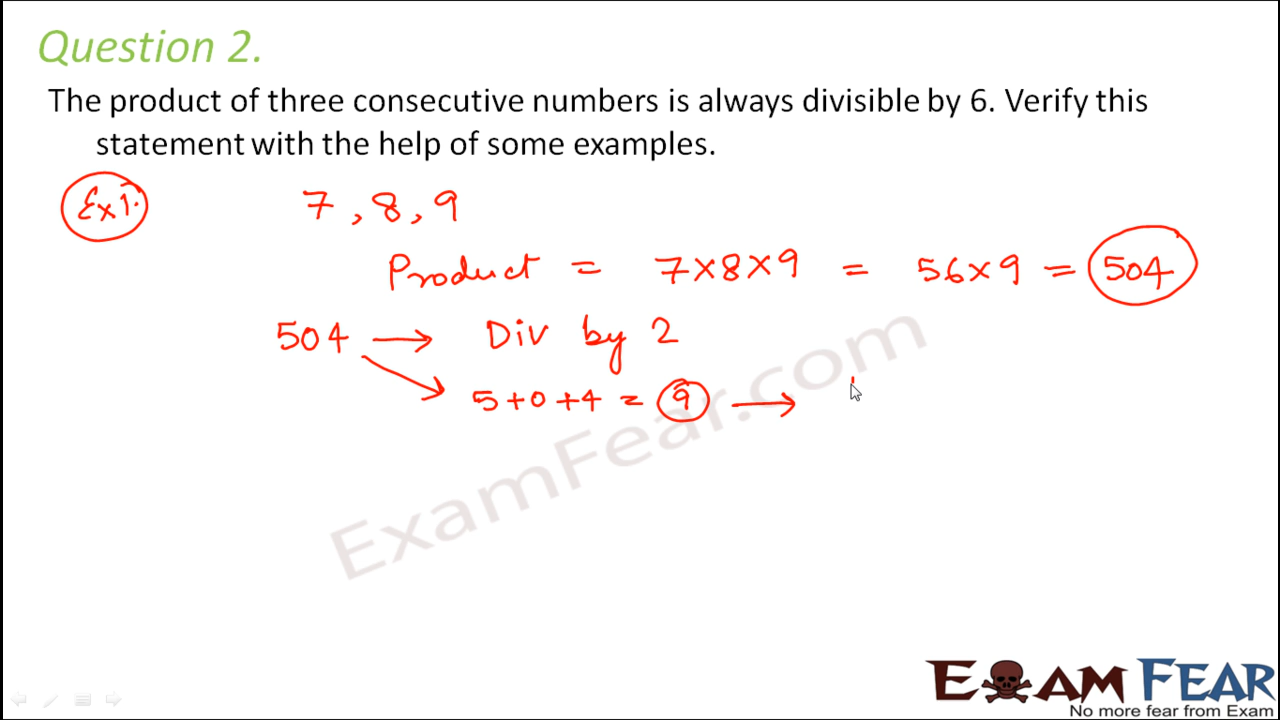 Question 2.
The product of three consecutive numbers is always divisible by 6. Verify this
statement with the help of some examples.
Ex1: 7, 8, 9
Product = 7×8×9 = 56×9 = 504
504 → Div by 2
5+0+4 = 9 →
ExamFear.com
EXAM FEAR
No more fear from Exam